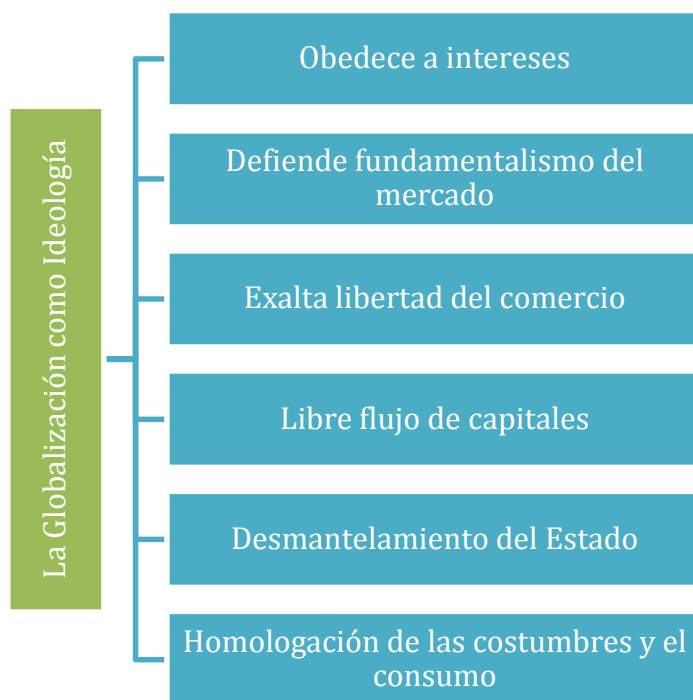 La Globalización como Ideología
Obedece a intereses
Defiende fundamentalismo del
mercado
Exalta libertad del comercio
Libre flujo de capitales
Desmantelamiento del Estado
Homologación de las costumbres y el
consumo